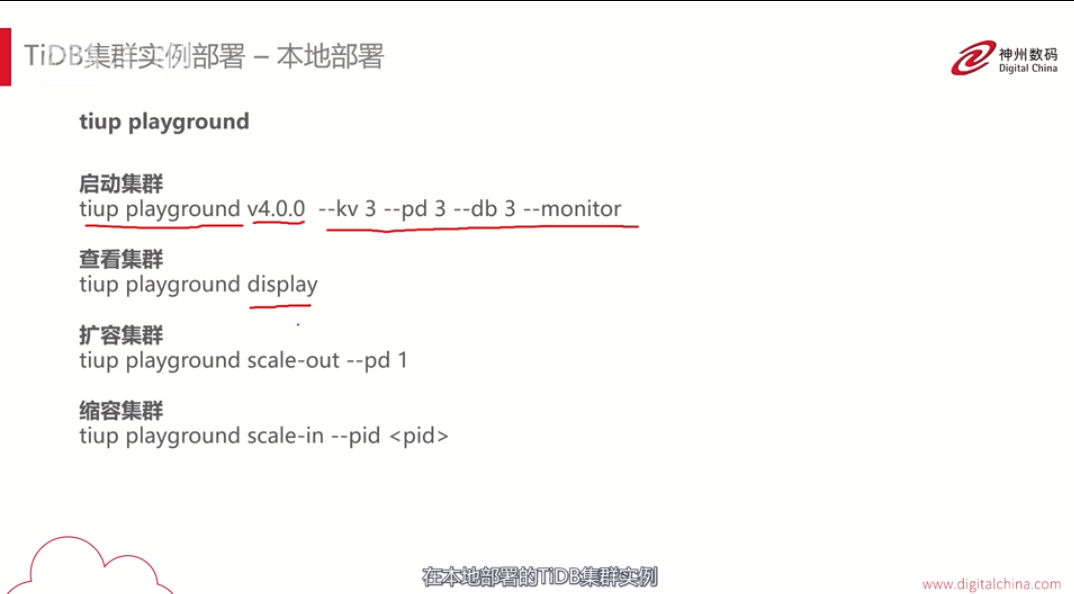 TiDB集群实例部署 – 本地部署
神州数码
Digital China
tiup playground
启动集群
tiup playground v4.0.0 --kv 3 --pd 3 --db 3 --monitor
查看集群
tiup playground display
扩容集群
tiup playground scale-out --pd 1
缩容集群
tiup playground scale-in --pid <pid>
在本地部署的TiDB集群实例
www.digitalchina.com